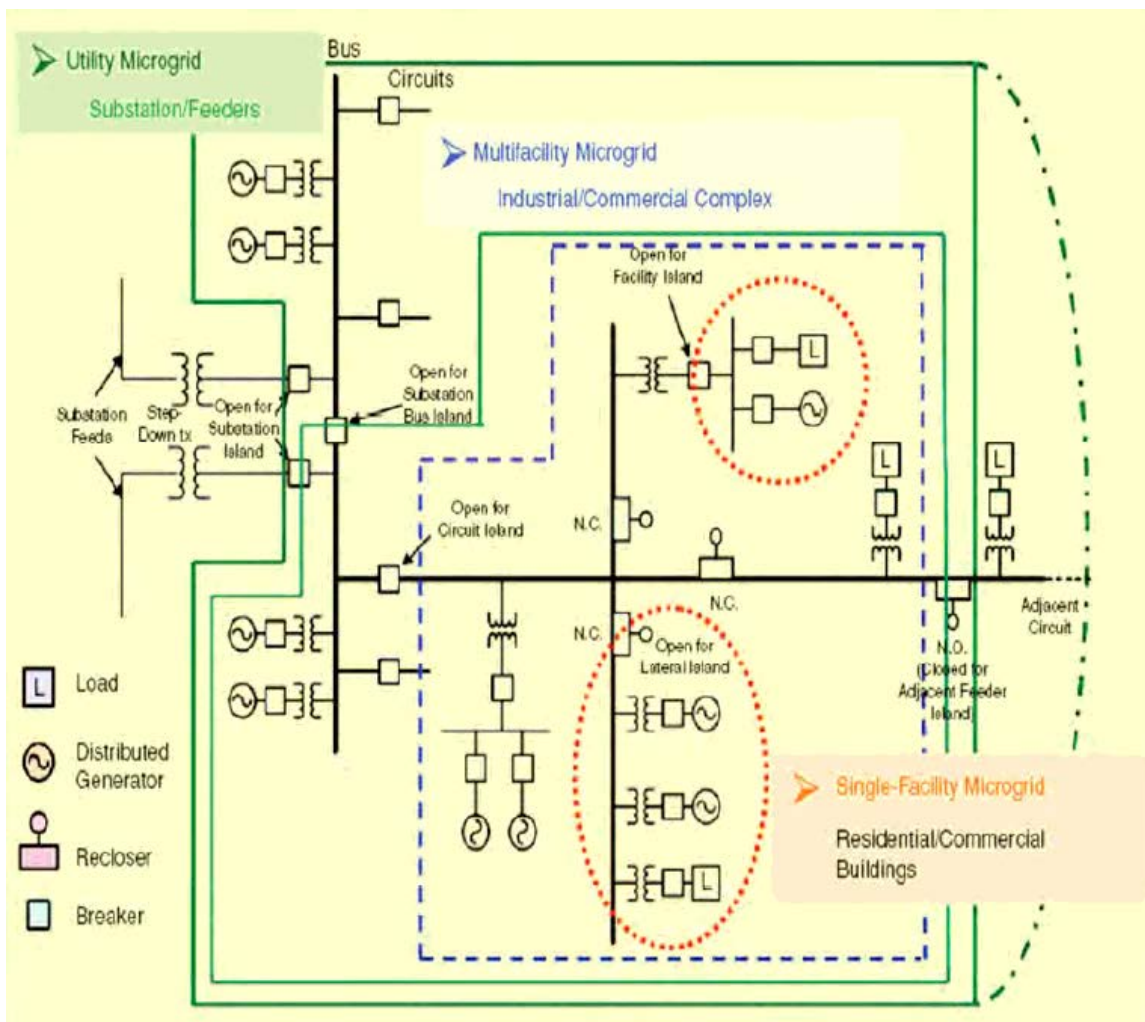 Utility Microgrid
Substation/Feeders
Bus
Circuits
Multifacility Microgrid
Industrial/Commercial Complex
Open for
Facility Island
L
Open for
Substation
Bus Island
Substation
Feeds
Step-
Down tx
Open for
Substation
Island
L
L
Open for
Circuit Island
N.C.
N.C.
N.C.
Open for
Lateral Island
Adjacent
Circuit
N.O.
(Closed for
Adjacent Feeder
Island)
L
Load
Distributed
Generator
Recloser
Breaker
L
Single-Facility Microgrid
Residential/Commercial
Buildings